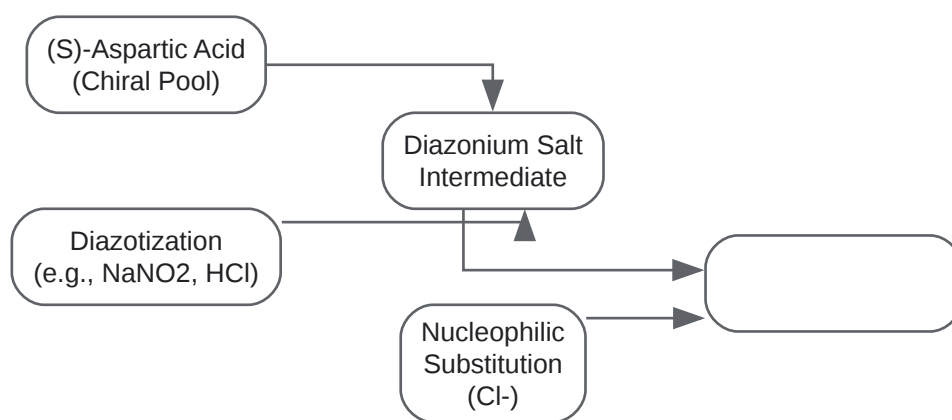 (S)-Aspartic Acid
(Chiral Pool)
Diazonium Salt
Intermediate
Diazotization
(e.g., NaNO2, HCl)
Nucleophilic
Substitution
(Cl-)